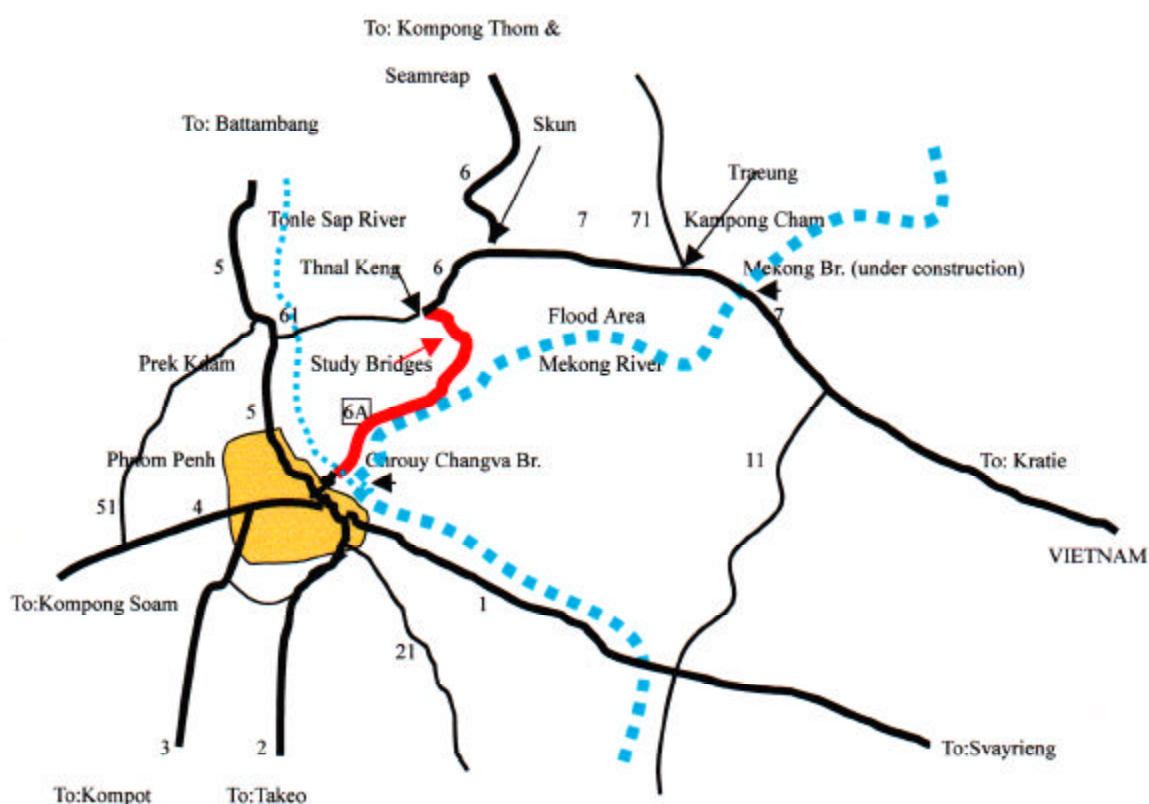 To: Kompong Thom &
Seamreap
To: Battambang
Skun
6
Traeung
Tonle Sap River
7
71
Kampong Cham
5
Thnal Keng
6
Mekong Br. (under construction)
61
Flood Area
7
Prek Kdam
Study Bridges
Mekong River
5
6A
Phnom Penh
Chrouy Changva Br.
11
To: Kratie
51
4
VIETNAM
To:Kompong Soam
1
21
3
2
To:Svayrieng
To:Kompot
To:Takeo